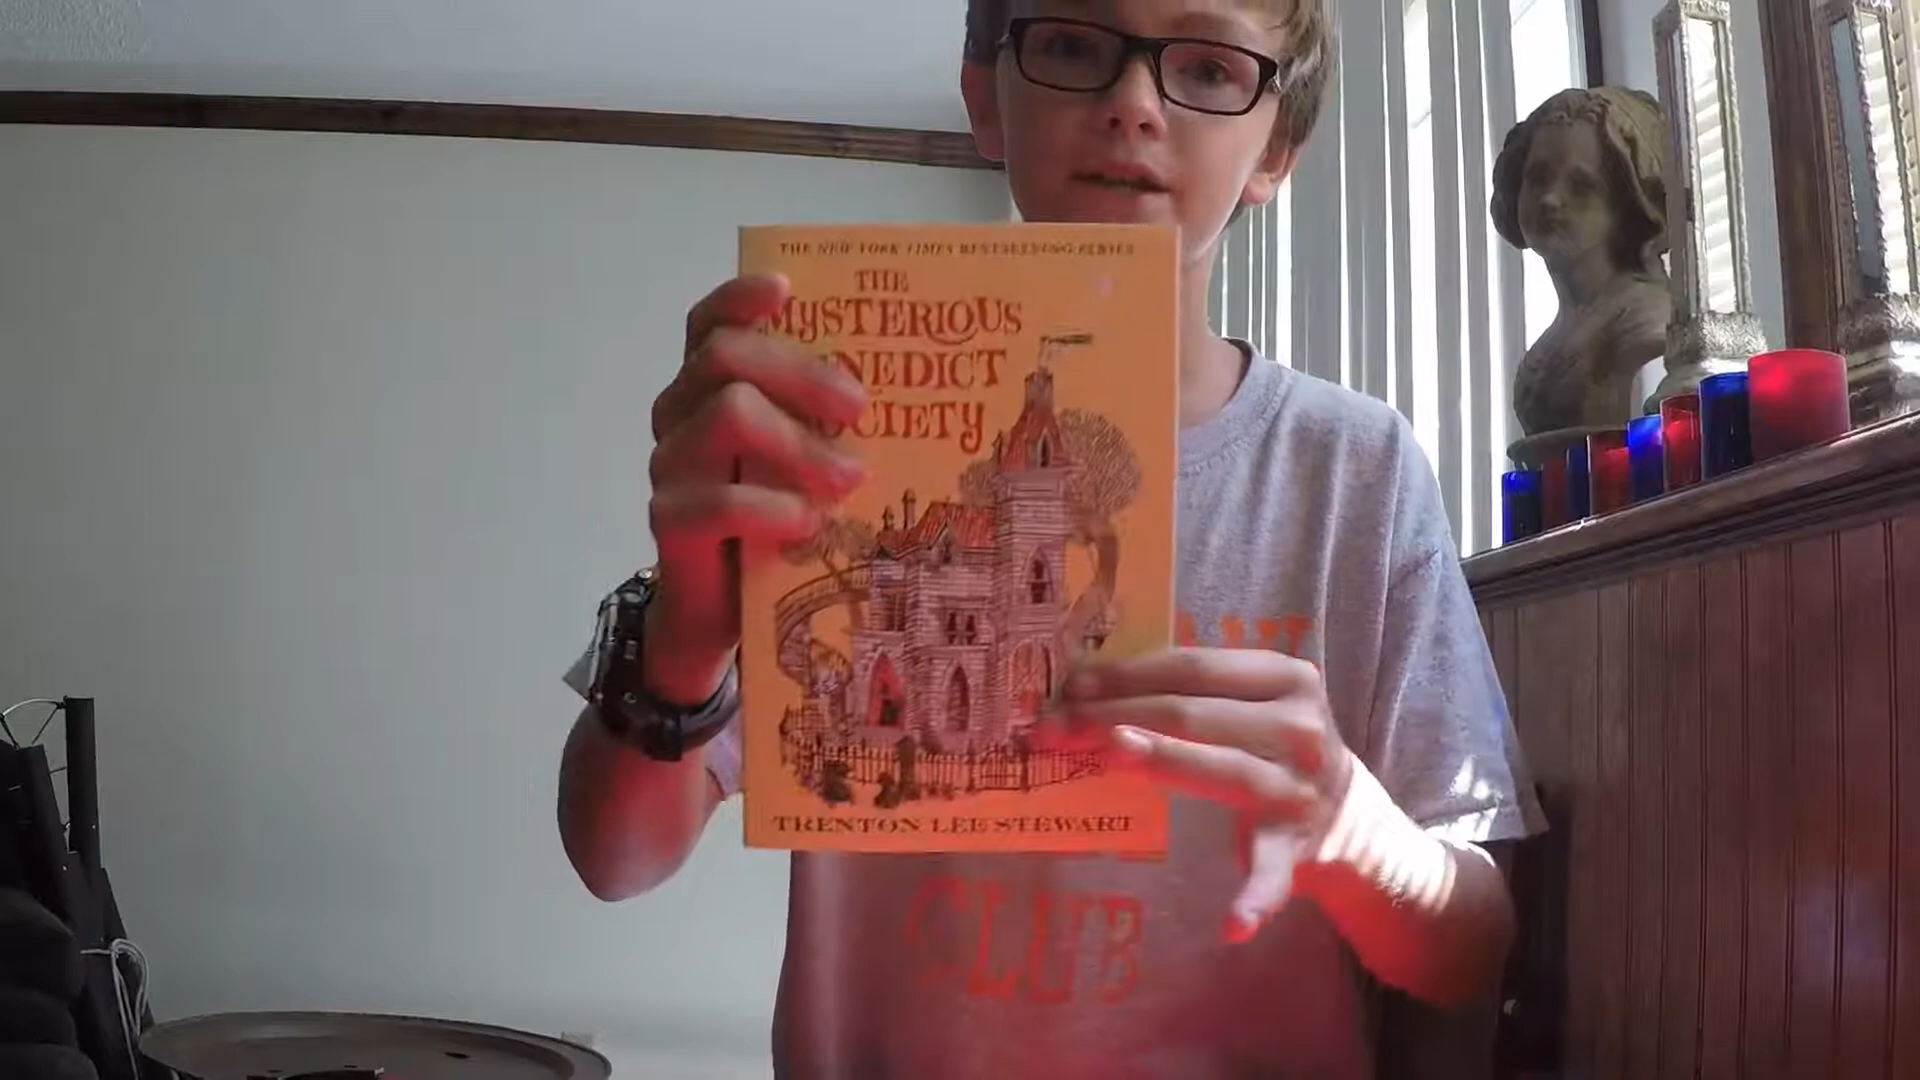 THE NEW YORK TIMES BESTSELLING SERIES
THE
MYSTERIOUS
ENEDICT
OCIETY
TRENTON LEE STEWART
CLUB